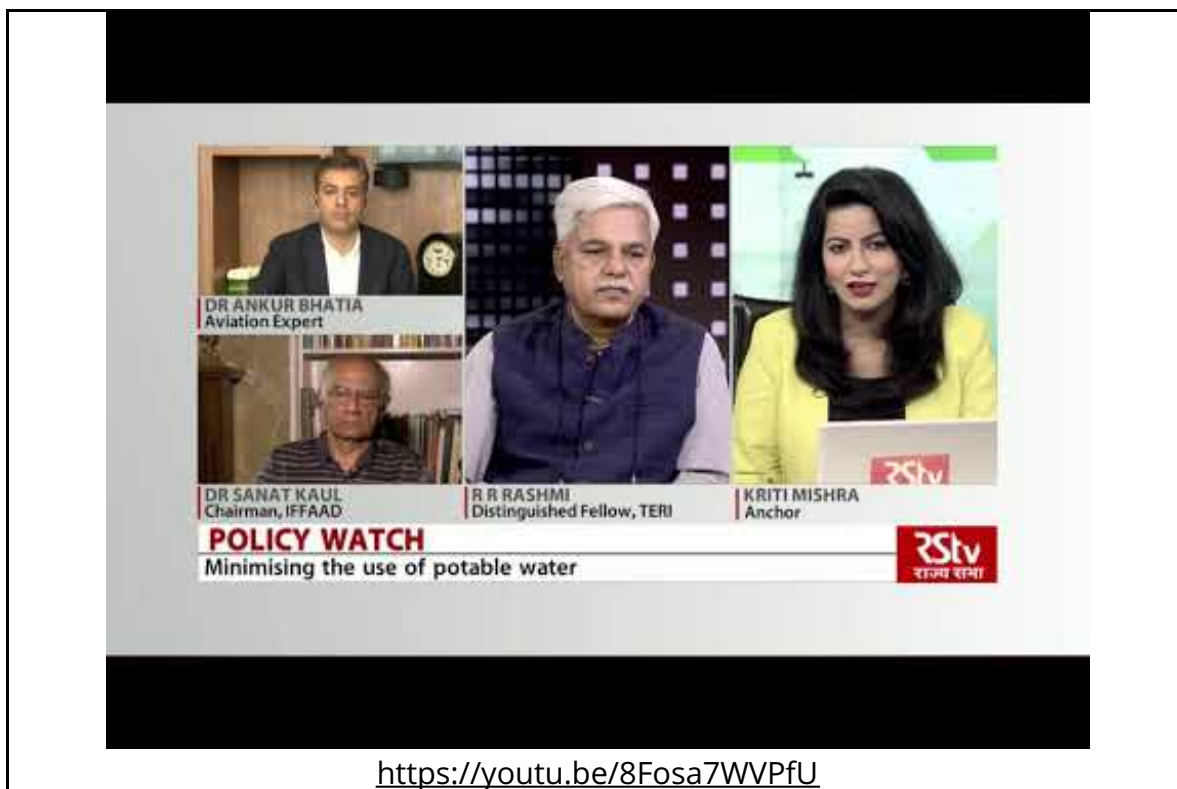 DR ANKUR BHATIA
Aviation Expert
DR SANAT KAUL
Chairman, IFFAAD
R R RASHMI
Distinguished Fellow, TERI
RStv
KRITI MISHRA
Anchor
POLICY WATCH
Minimising the use of potable water
RStv
राज्य सभा
https://youtu.be/8Fosa7WVPfU